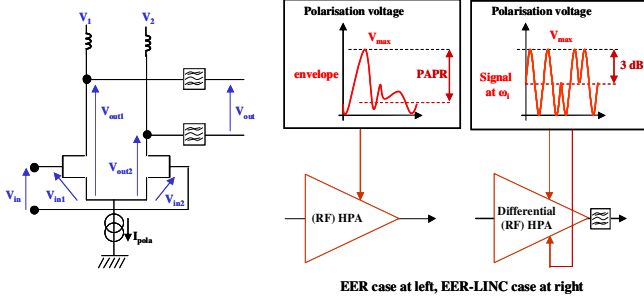 V1
V2
Vout1
Vout
Vout2
Vin
Vin1
Vin2
Ipola
Polarisation voltage
Vmax
envelope
PAPR
(RF) HPA
Polarisation voltage
Vmax
Signal
at ωi
3 dB
Differential
(RF) HPA
EER case at left, EER-LINC case at right